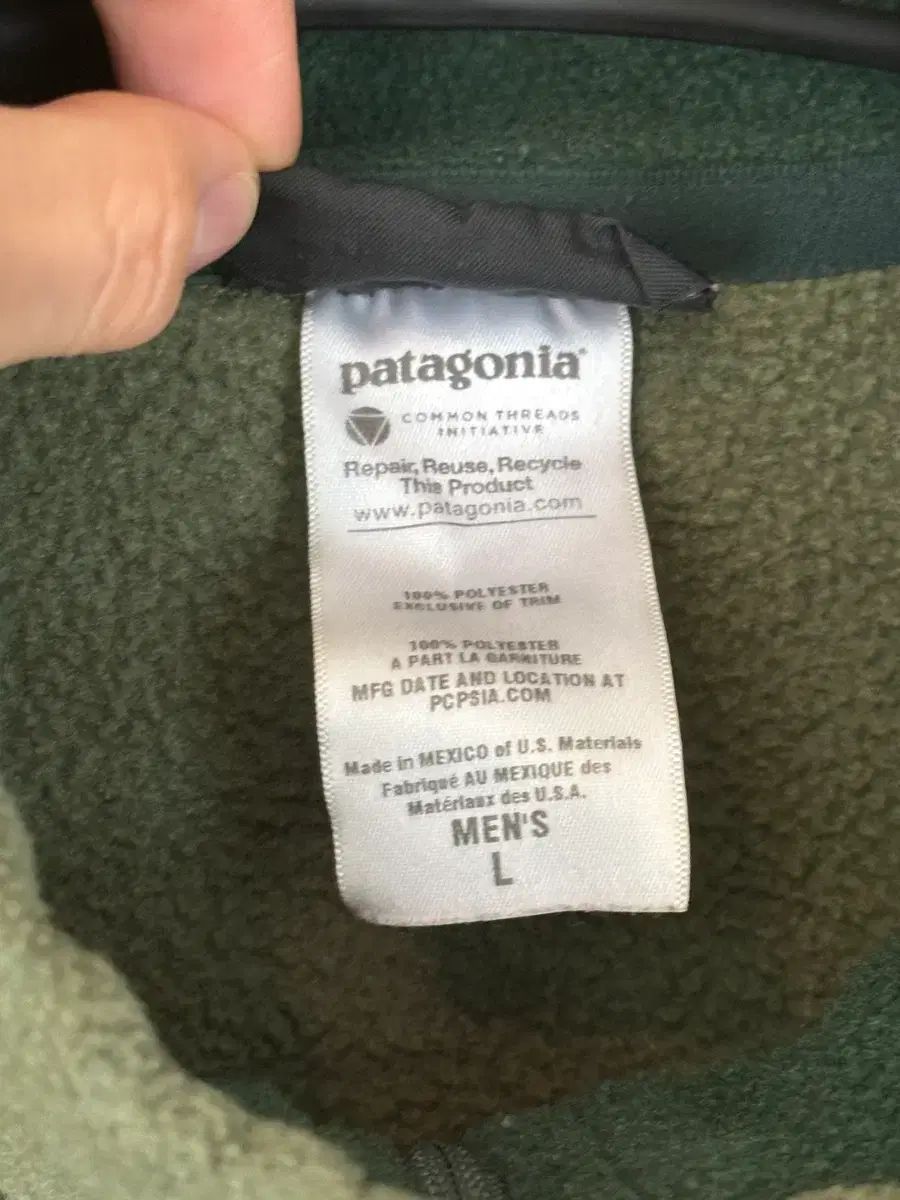 patagonia®
COMMON THREADS
INITIATIVE
Repair, Reuse, Recycle
This Product
www.patagonia.com
100% POLYESTER
EXCLUSIVE OF TRIM
100% POLYESTER
A PART LA GARNITURE
MFG DATE AND LOCATION AT
PCPSIA.COM
Made in MEXICO of U.S. Materials
Fabriqué AU MEXIQUE des
Matériaux des U.S.A.
MEN'S
L